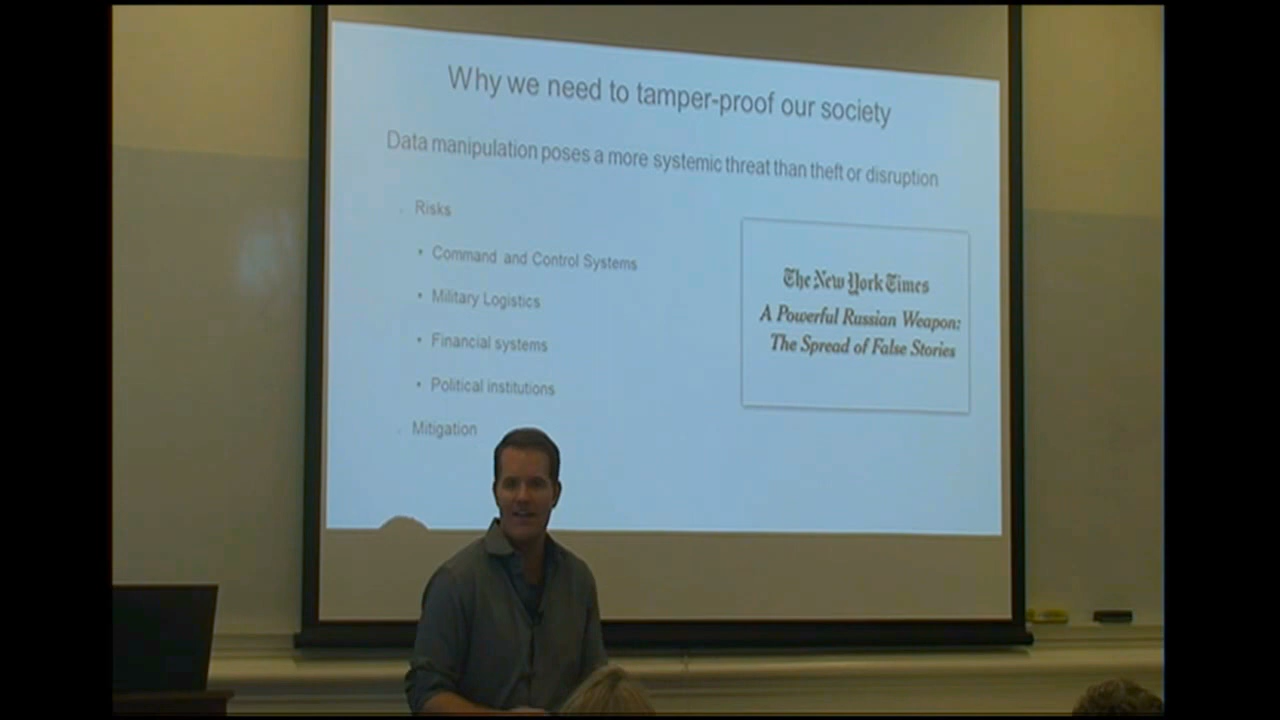 Why we need to tamper-proof our society
Data manipulation poses a more systemic threat than theft or disruption
Risks
• Command and Control Systems
• Military Logistics
• Financial systems
• Political institutions
Mitigation
The New York Times
A Powerful Russian Weapon:
The Spread of False Stories